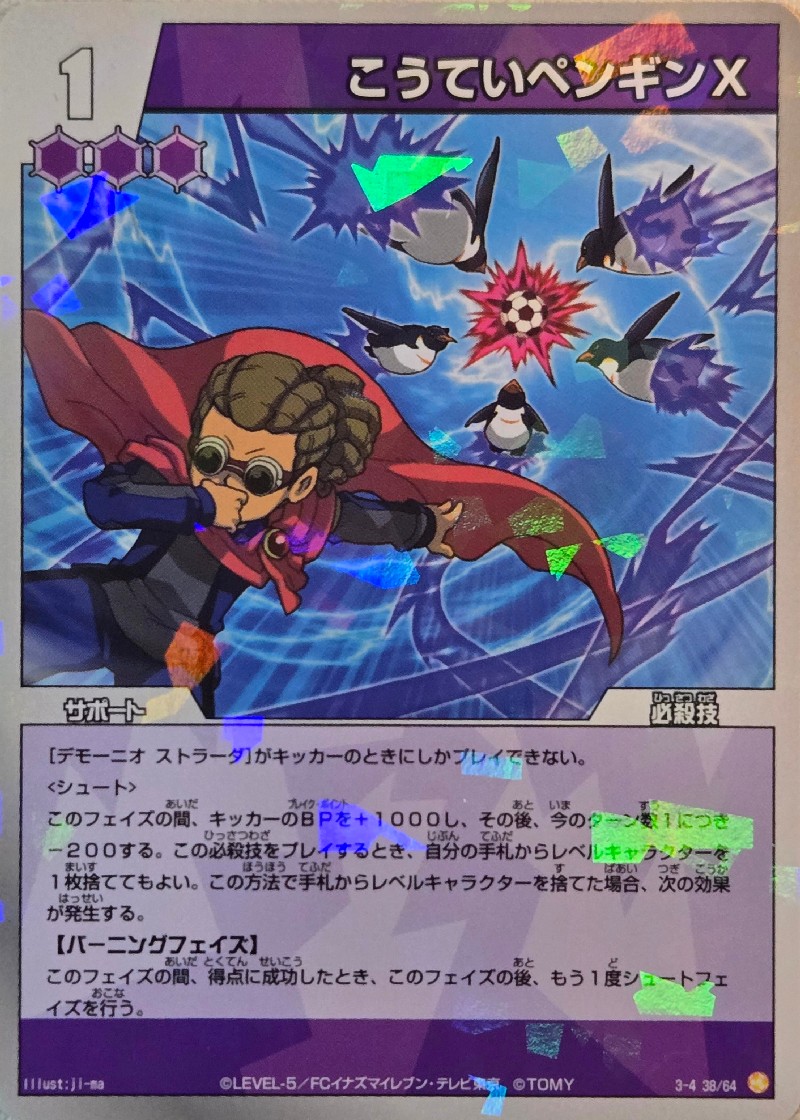 1
こうていペンギンX
サポート
必殺技
ひっさつわざ
[デモーニオ ストラーダ]がキッカーのときにしかプレイできない。
<シュート>
このフェイズの間、キッカーのBPを+1000し、その後、今のターン数1につき
-200する。この必殺技をプレイするとき、自分の手札からレベルキャラクターを
1枚捨ててもよい。この方法で手札からレベルキャラクターを捨てた場合、次の効果
が発生する。
【バーニングフェイズ】
このフェイズの間、得点に成功したとき、このフェイズの後、もう1度シュートフェ
イズを行う。
Illust:ji-ma
©LEVEL-5/FCイナズマイレブン・テレビ東京 ©TOMY
3-4 38/64